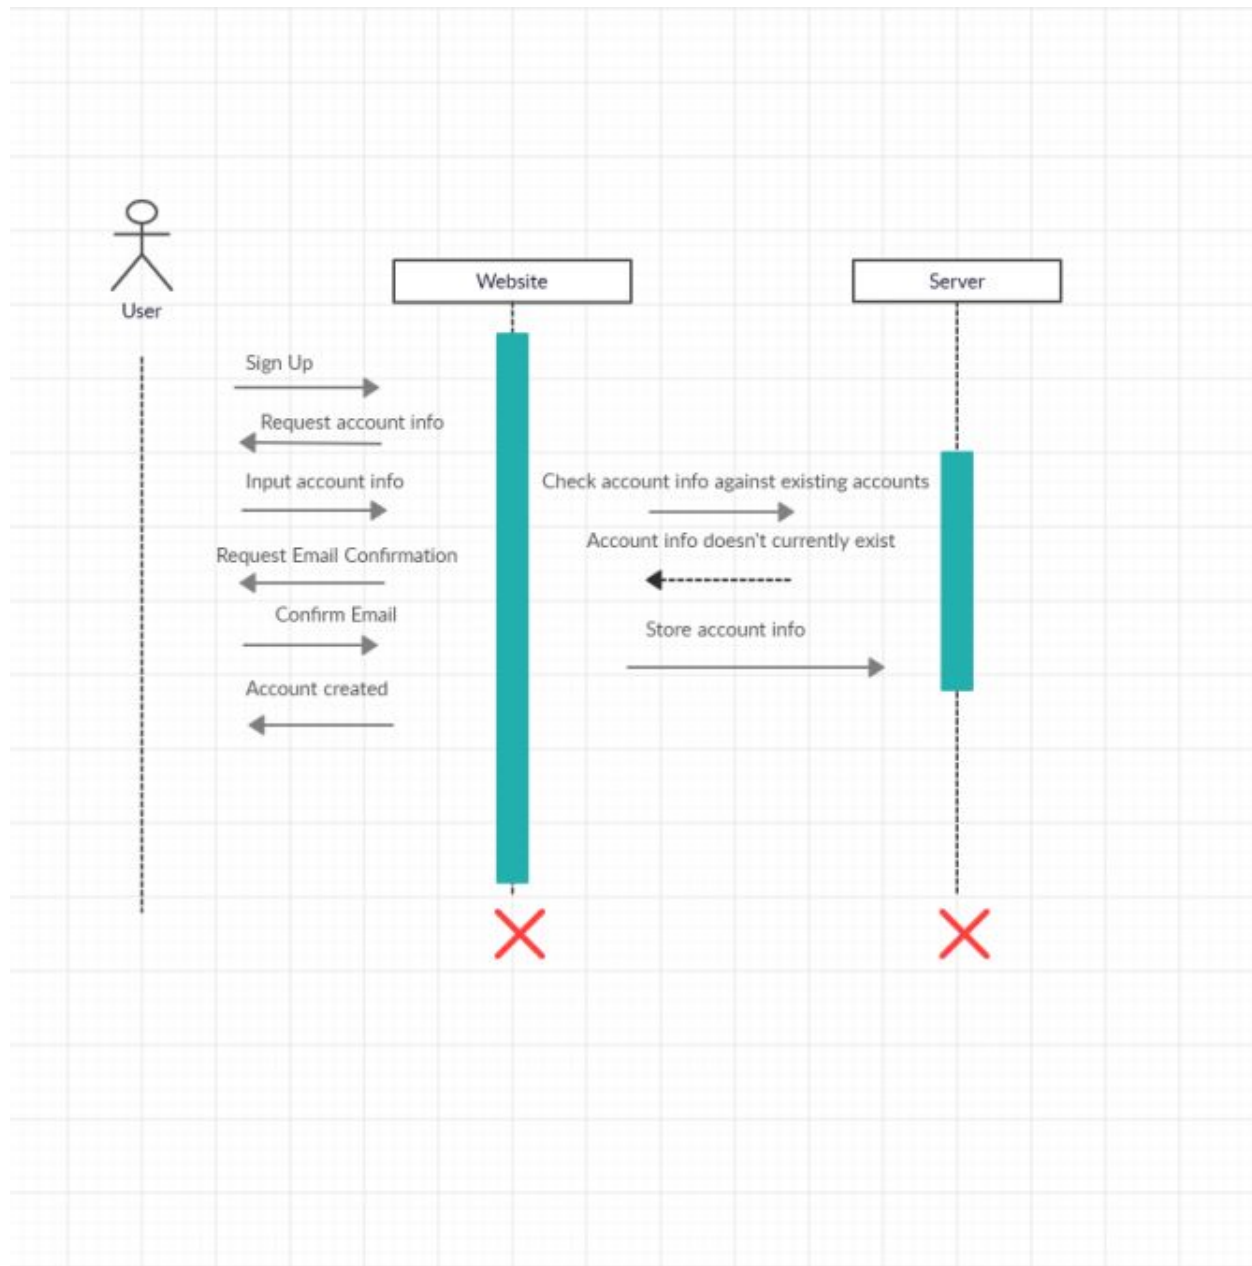 Website
Server
User
Sign Up
Request account info
Input account info
Check account info against existing accounts
Account info doesn't currently exist
Request Email Confirmation
Confirm Email
Store account info
Account created